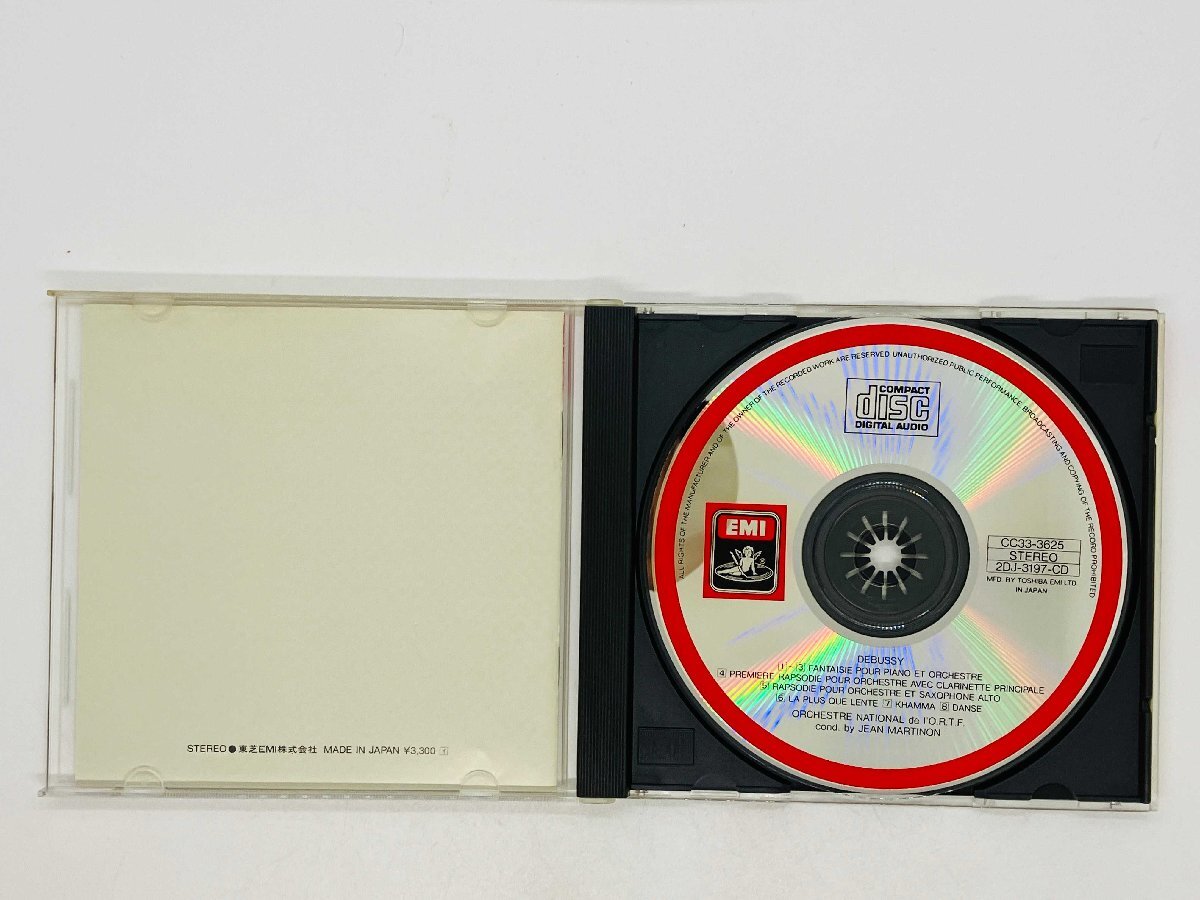 STEREO●東芝EMI株式会社 MADE IN JAPAN ¥3,300
ALL RIGHTS OF THE MANUFACTURER AND OF THE OWNER OF THE RECORDED WORK ARE RESERVED. UNAUTHORIZED PUBLIC PERFORMANCE BROADCASTING AND COPYING OF THE RECORD PROHIBITED.
COMPACT
disc
DIGITAL AUDIO
EMI
CC33-3625
STEREO
2DJ-3197-CD
MFD. BY TOSHIBA EMI LTD.
IN JAPAN
DEBUSSY
1-3 FANTAISIE POUR PIANO ET ORCHESTRE
4 PREMIERE RAPSODIE POUR ORCHESTRE AVEC CLARINETTE PRINCIPALE
5 RAPSODIE POUR ORCHESTRE ET SAXOPHONE ALTO
6 LA PLUS QUE LENTE 7 KHAMMA 8 DANSE
ORCHESTRE NATIONAL de l'O.R.T.F.
cond. by JEAN MARTINON